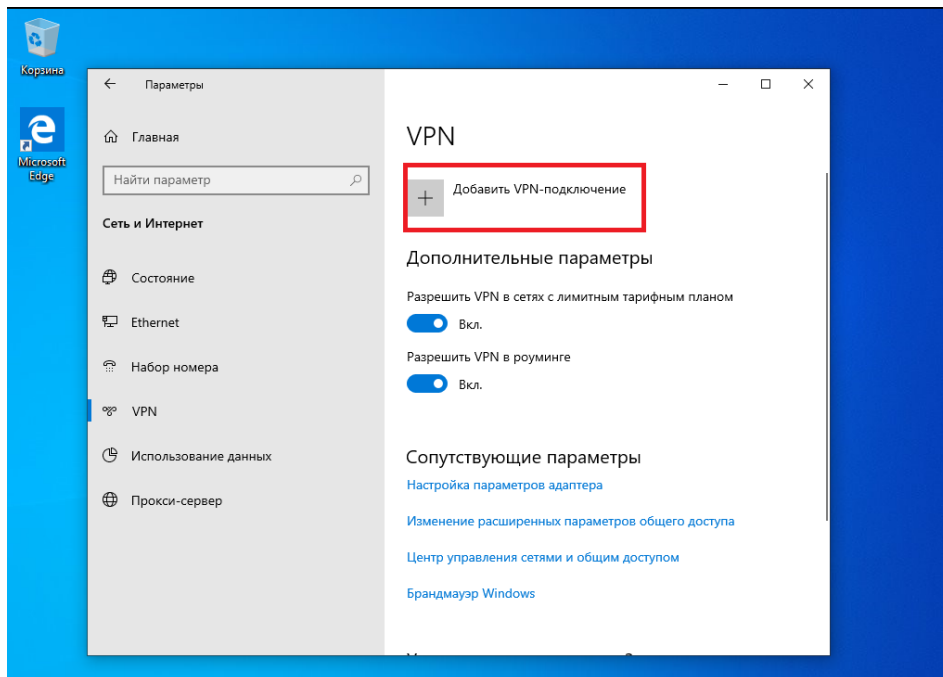 Корзина
Microsoft
Edge
Параметры
Главная
Найти параметр
Сеть и Интернет
Состояние
Ethernet
Набор номера
VPN
Использование данных
Прокси-сервер
VPN
Добавить VPN-подключение
Дополнительные параметры
Разрешить VPN в сетях с лимитным тарифным планом
Вкл.
Разрешить VPN в роуминге
Вкл.
Сопутствующие параметры
Настройка параметров адаптера
Изменение расширенных параметров общего доступа
Центр управления сетями и общим доступом
Брандмауэр Windows